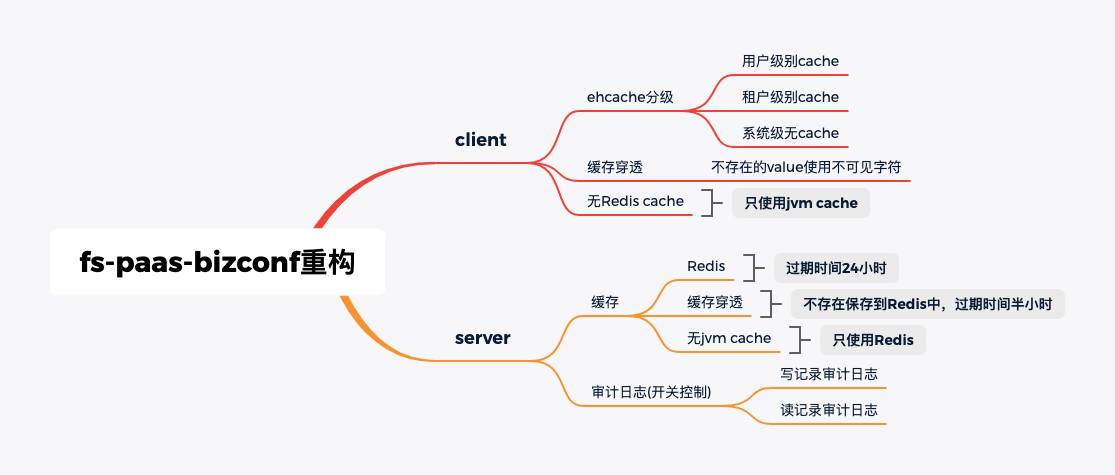 fs-paas-bizconf重构
client
ehcache分级
用户级别cache
租户级别cache
系统级无cache
缓存穿透
不存在的value使用不可见字符
无Redis cache
只使用jvm cache
server
缓存
Redis
过期时间24小时
缓存穿透
不存在保存到Redis中，过期时间半小时
无jvm cache
只使用Redis
审计日志(开关控制)
写记录审计日志
读记录审计日志